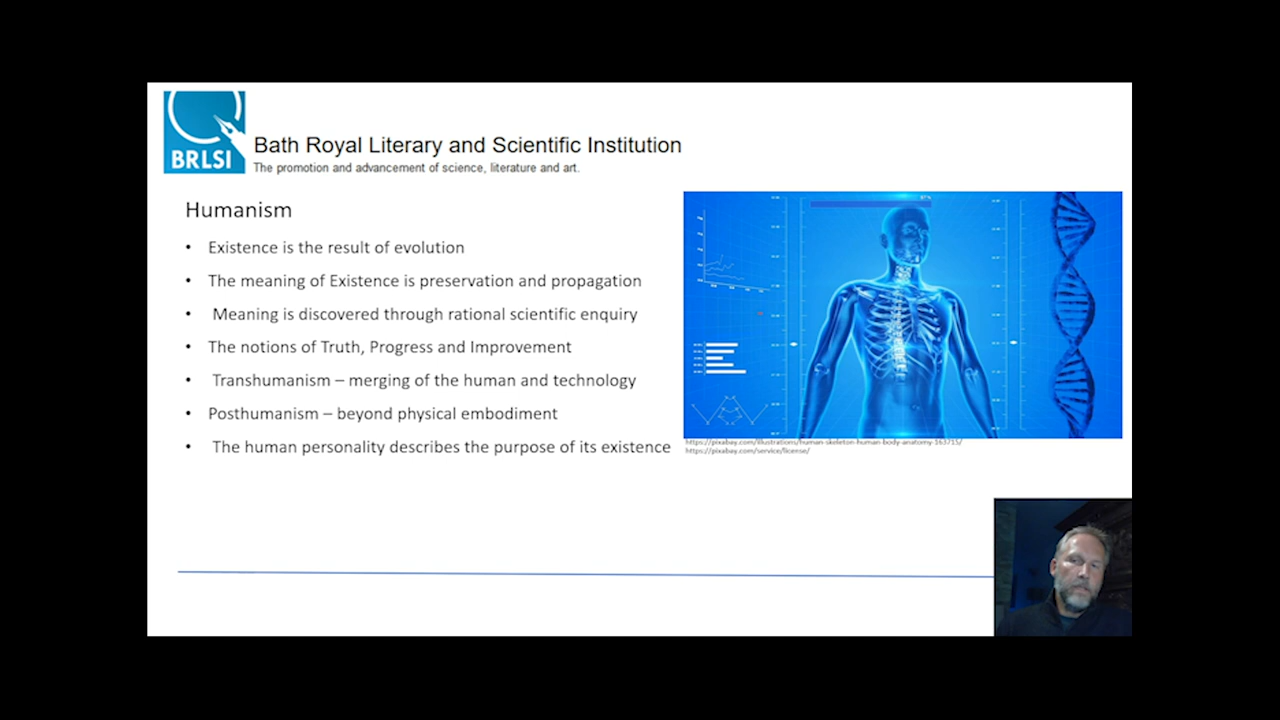 BRLSI
Bath Royal Literary and Scientific Institution
The promotion and advancement of science, literature and art.
Humanism
• Existence is the result of evolution
• The meaning of Existence is preservation and propagation
• Meaning is discovered through rational scientific enquiry
• The notions of Truth, Progress and Improvement
• Transhumanism – merging of the human and technology
• Posthumanism – beyond physical embodiment
• The human personality describes the purpose of its existence
https://pixabay.com/illustrations/human-skeleton-human-body-anatomy-163715/
https://pixabay.com/service/license/